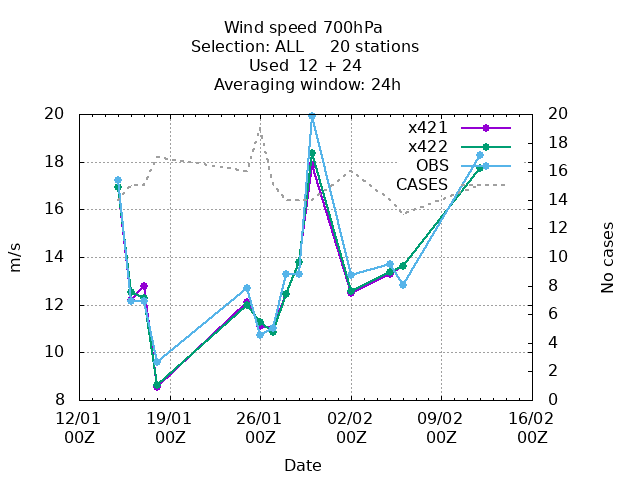 Wind speed 700hPa
Selection: ALL 20 stations
Used 12 + 24
Averaging window: 24h
20
18
16
14
12
10
8
m/s
20
18
16
14
12
10
8
6
4
2
0
No cases
x421
x422
OBS
CASES
12/01 19/01 26/01 02/02 09/02 16/02
00Z 00Z 00Z 00Z 00Z 00Z
Date